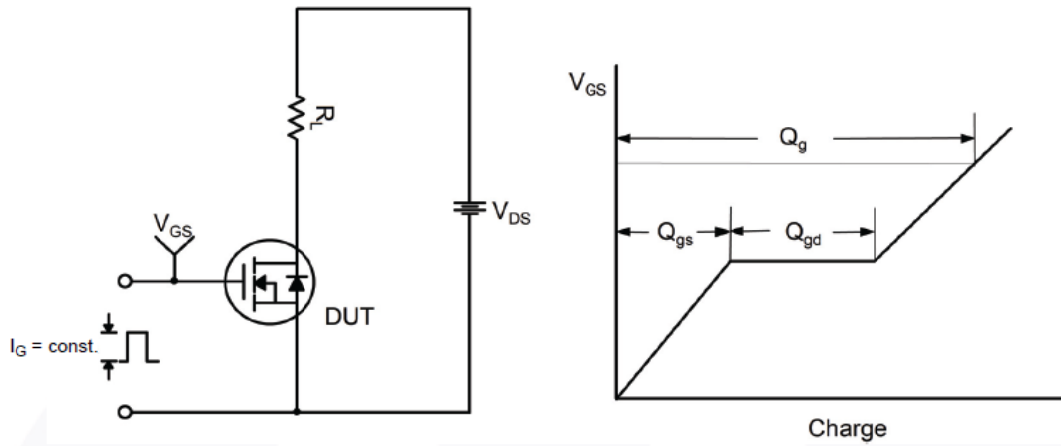 R_L
V_GS
V_DS
DUT
I_G = const.
V_GS
Q_g
Q_gs
Q_gd
Charge